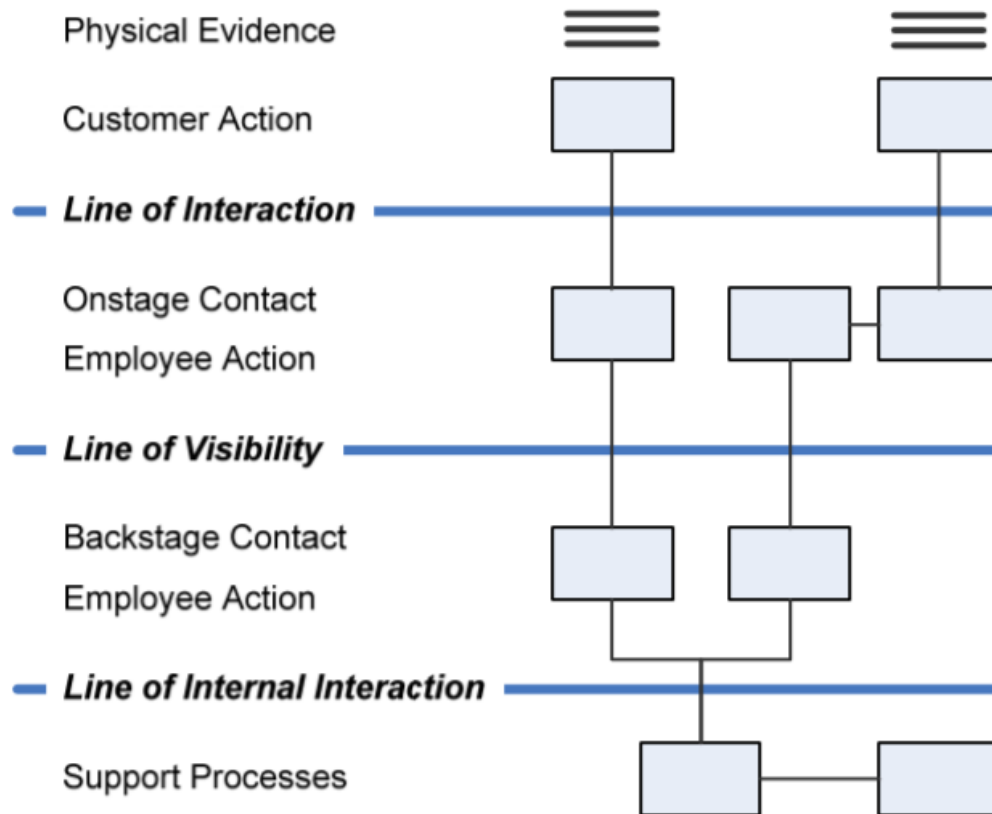 Physical Evidence
Customer Action
Line of Interaction
Onstage Contact
Employee Action
Line of Visibility
Backstage Contact
Employee Action
Line of Internal Interaction
Support Processes